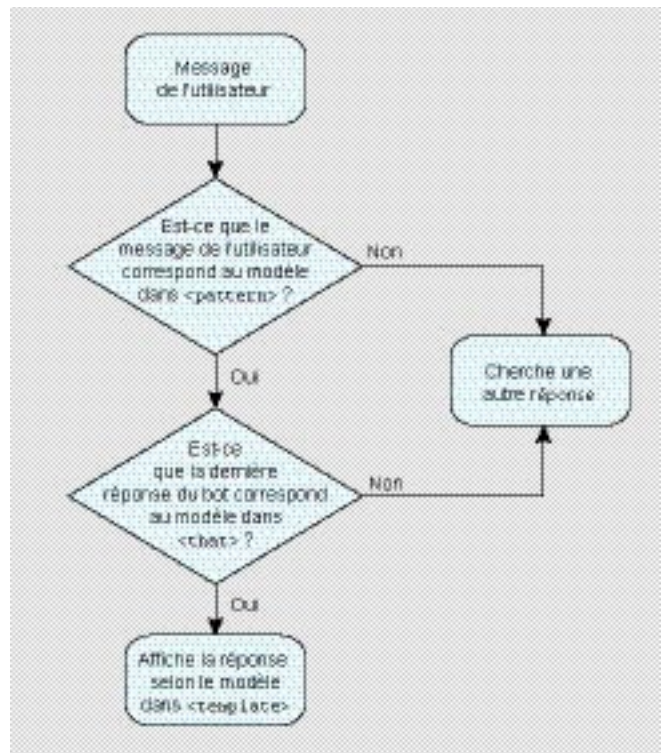 Message
de l'utilisateur
Est-ce que le
message de l'utilisateur
correspond au modèle
dans <pattern> ?
Non
Cherche une
autre réponse
Oui
Est-ce
que la dernière
réponse du bot correspond
au modèle dans
<that> ?
Non
Oui
Affiche la réponse
selon le modèle
dans <template>